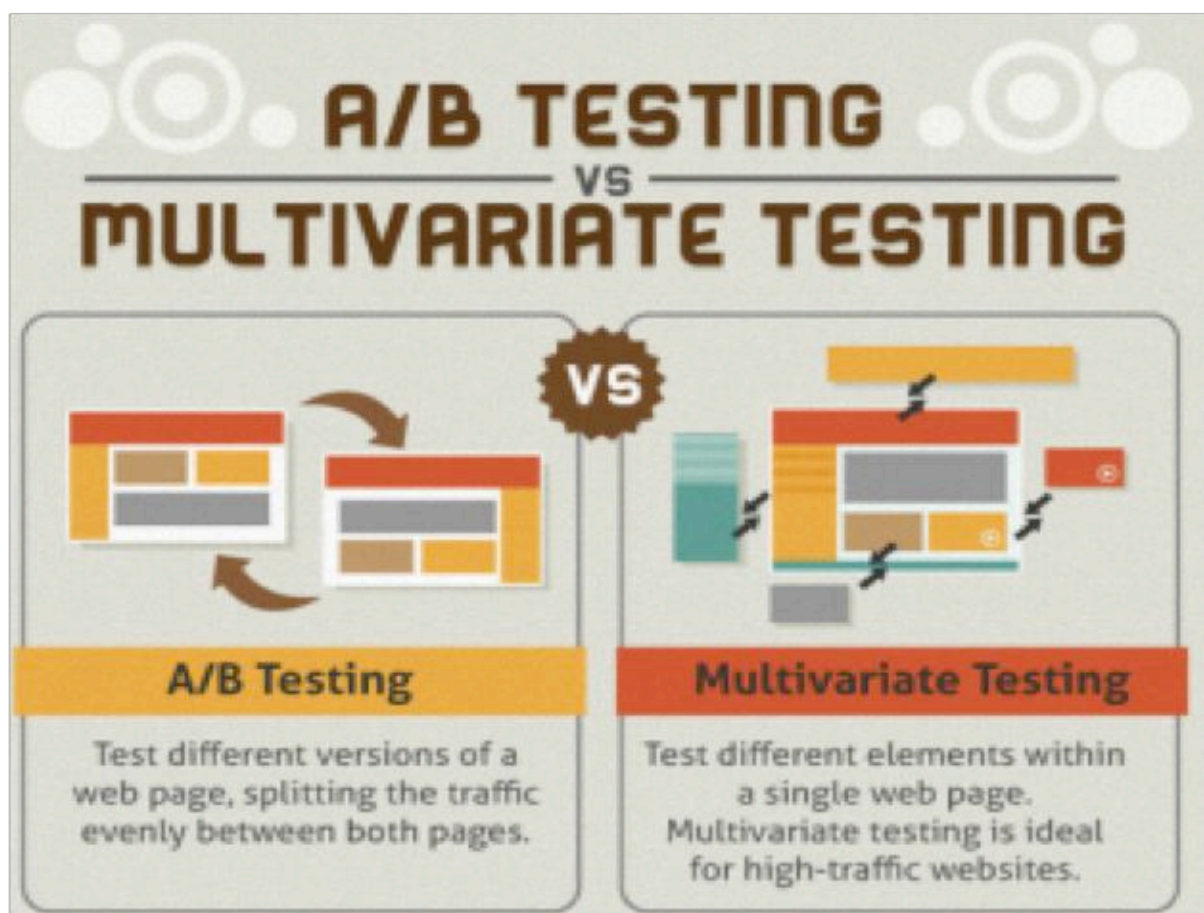 A/B TESTING
VS
MULTIVARIATE TESTING
VS
A/B Testing
Test different versions of a
web page, splitting the traffic
evenly between both pages.
Multivariate Testing
Test different elements within
a single web page.
Multivariate testing is ideal
for high-traffic websites.